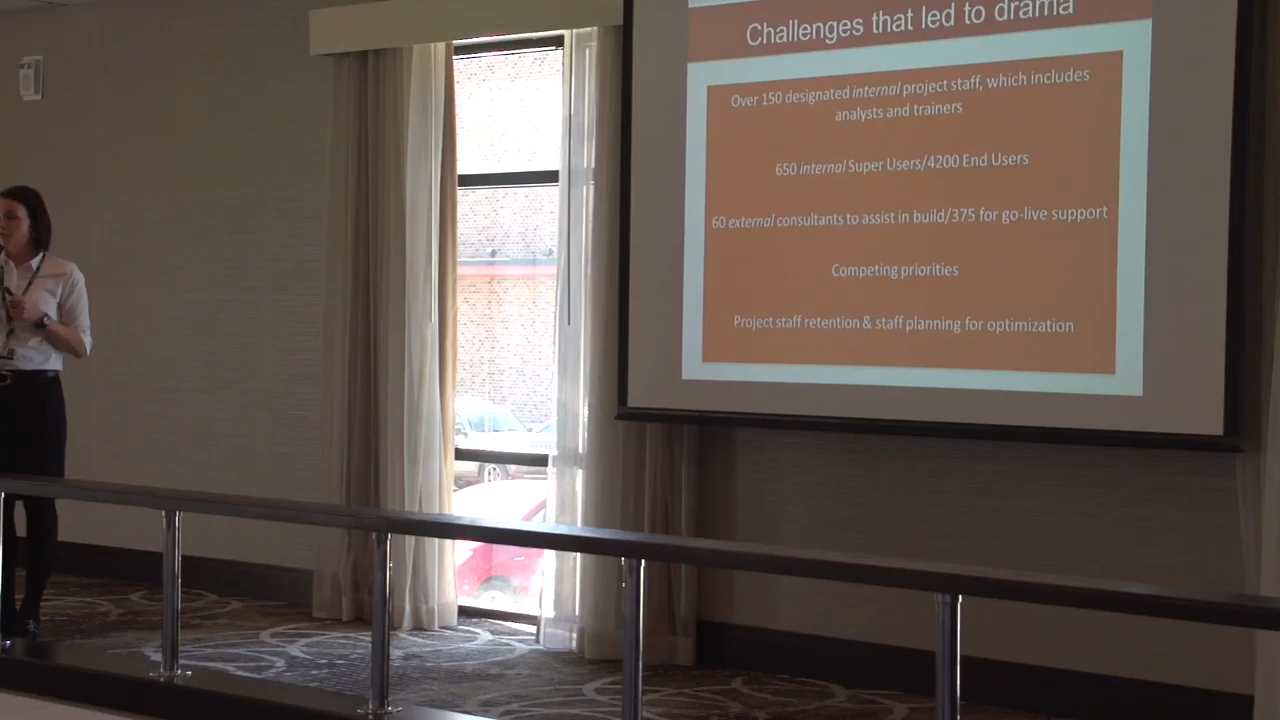 Challenges that led to drama
Over 150 designated internal project staff, which includes
analysts and trainers
650 internal Super Users/4200 End Users
60 external consultants to assist in build/375 for go-live support
Competing priorities
Project staff retention & staff planning for optimization